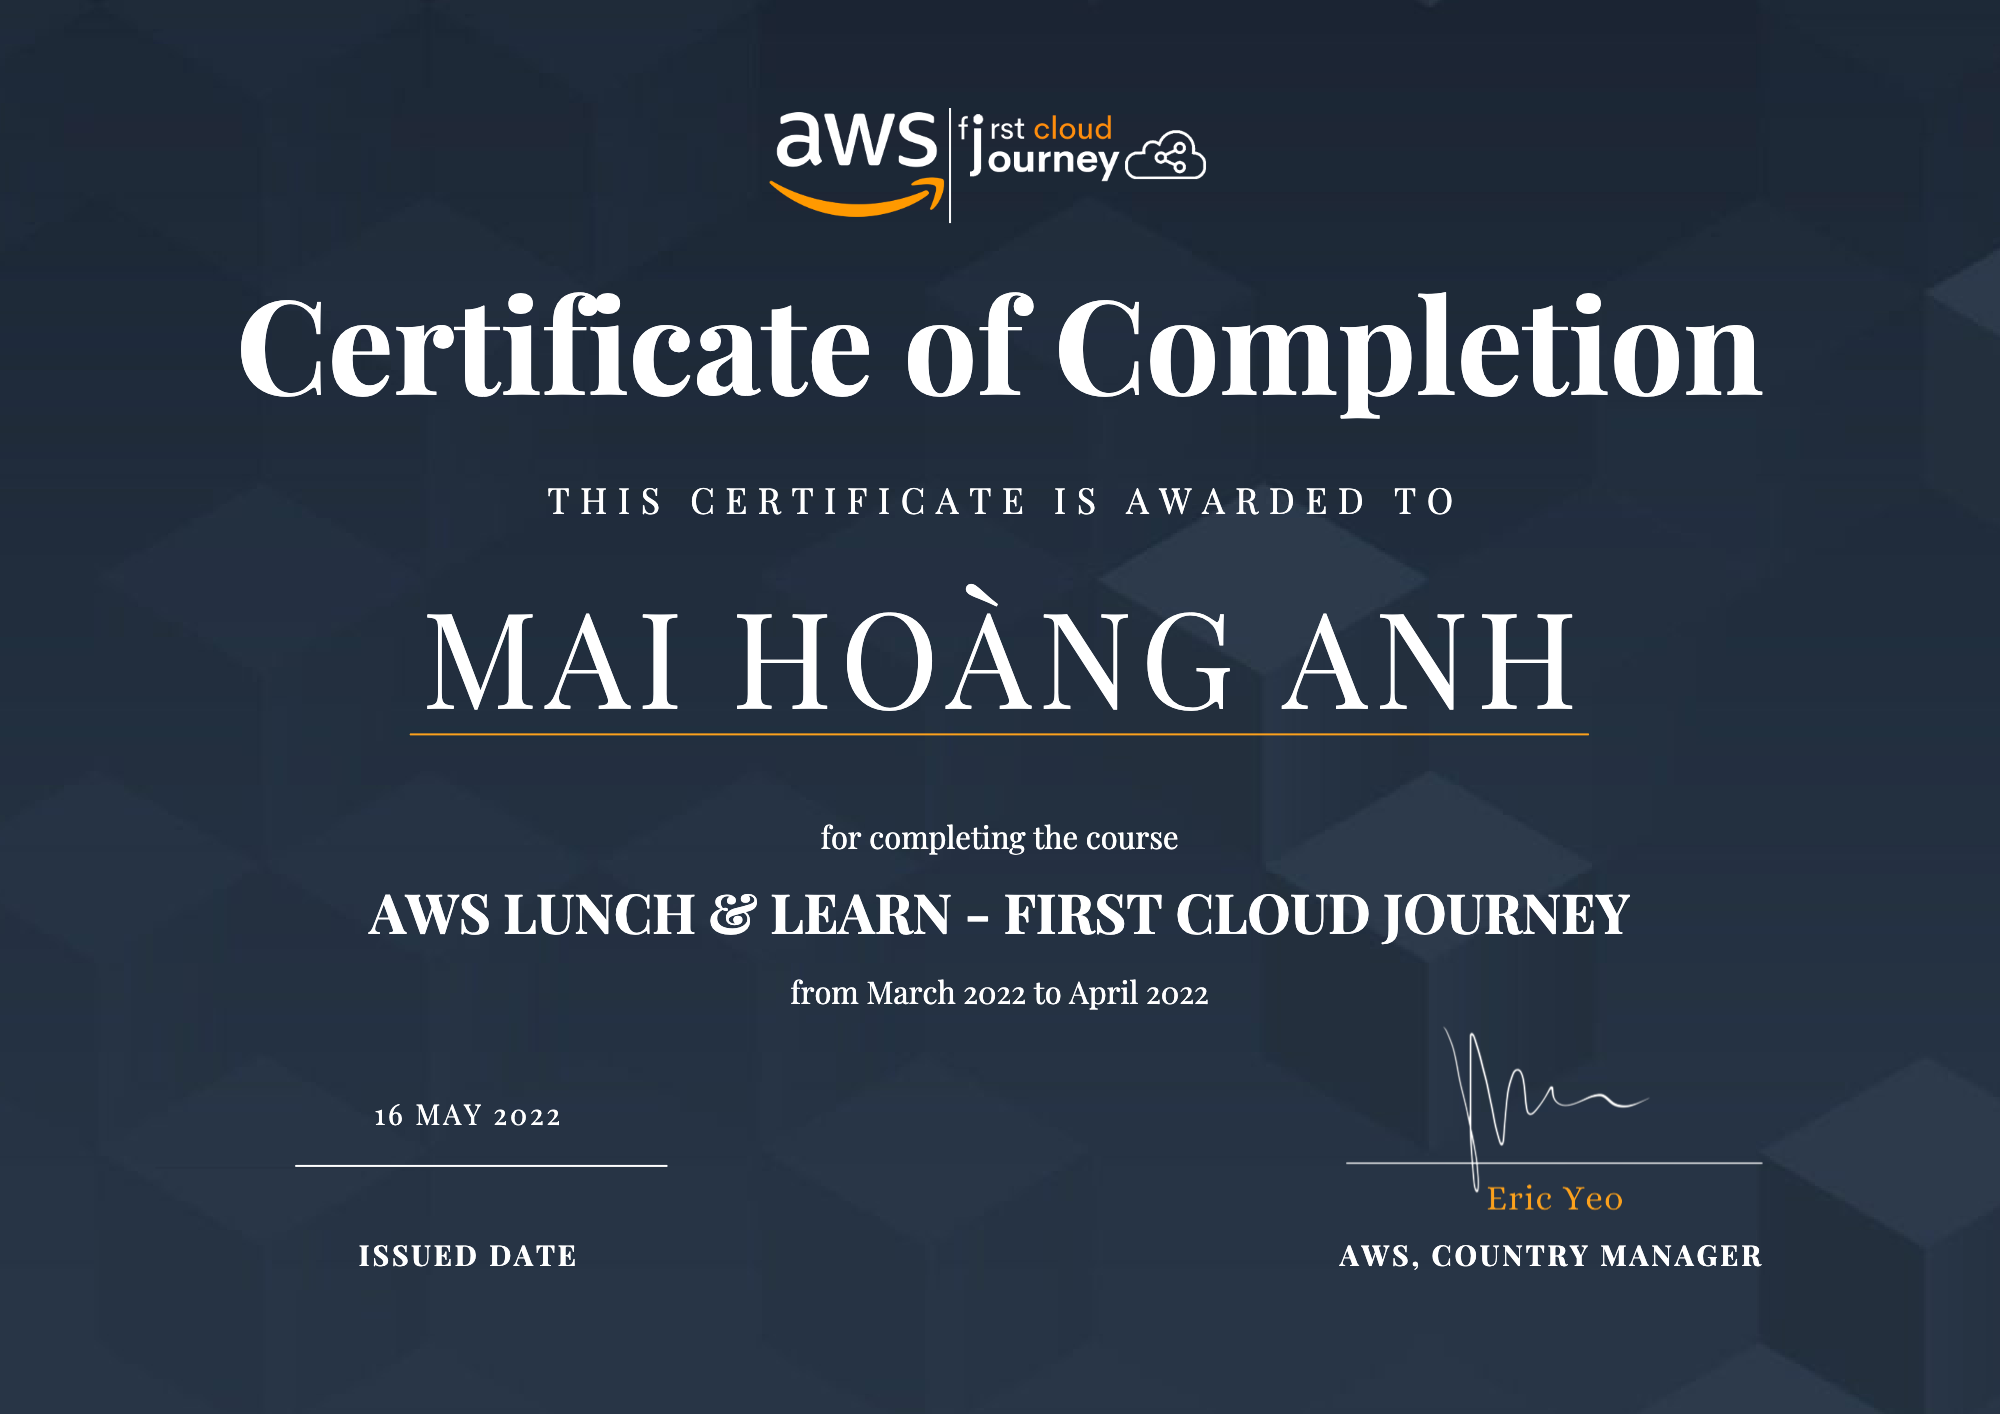 aws
first cloud
Journey
Certificate of Completion
THIS CERTIFICATE IS AWARDED TO
MAI HOÀNG ANH
for completing the course
AWS LUNCH & LEARN - FIRST CLOUD JOURNEY
from March 2022 to April 2022
16 MAY 2022
ISSUED DATE
Eric Yeo
AWS, COUNTRY MANAGER